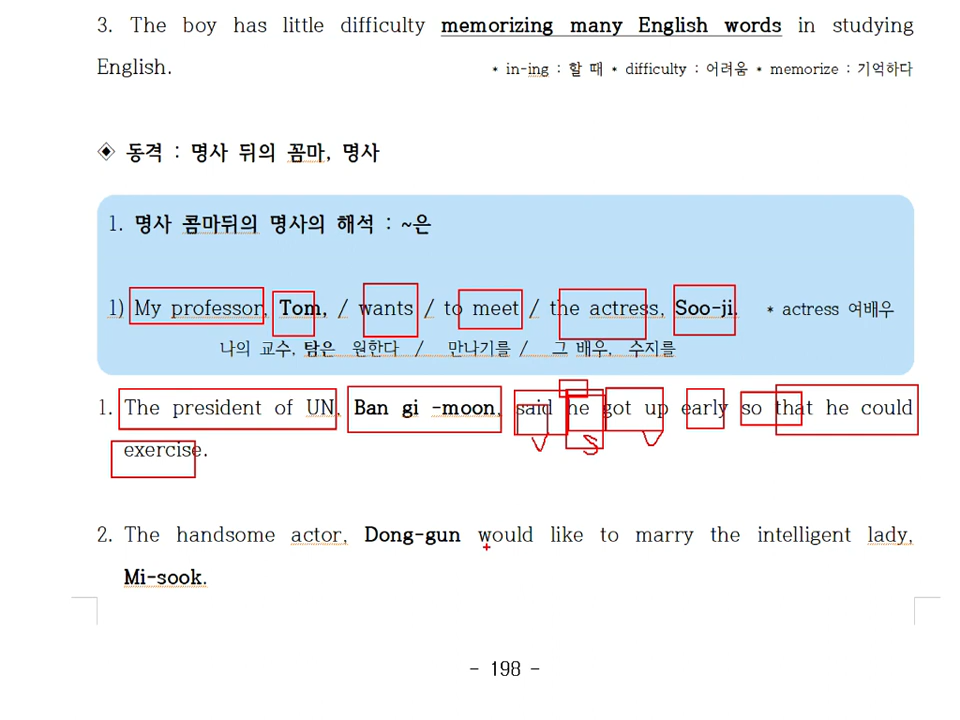 3. The boy has little difficulty memorizing many English words in studying
English. * in-ing : 할 때 * difficulty : 어려움 * memorize : 기억하다
◈ 동격 : 명사 뒤의 꼼마, 명사
1. 명사 콤마뒤의 명사의 해석 : ~은
1) My professor, Tom, / wants / to meet / the actress, Soo-ji. * actress 여배우
나의 교수, 탐은 원한다 / 만나기를 / 그 배우, 수지를
1. The president of UN, Ban gi -moon, said he got up early so that he could
V S V
exercise.
2. The handsome actor, Dong-gun would like to marry the intelligent lady,
Mi-sook.
- 198 -